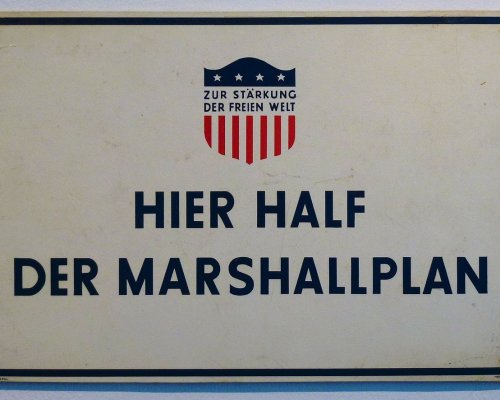 ZUR STÄRKUNG
DER FREIEN WELT
HIER HALF
DER MARSHALLPLAN